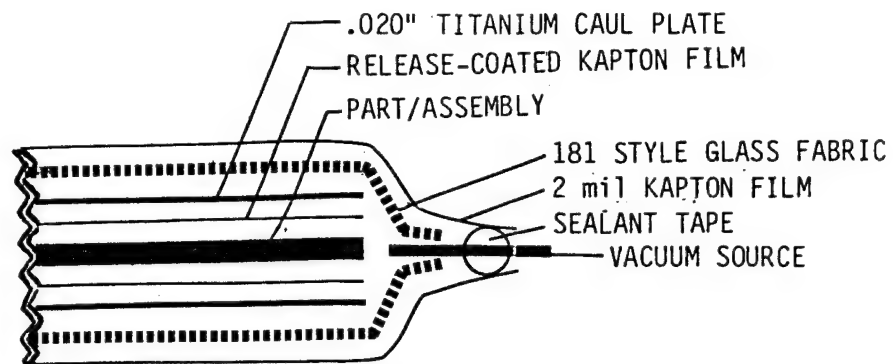 .020" TITANIUM CAUL PLATE
RELEASE-COATED KAPTON FILM
PART/ASSEMBLY
181 STYLE GLASS FABRIC
2 mil KAPTON FILM
SEALANT TAPE
VACUUM SOURCE